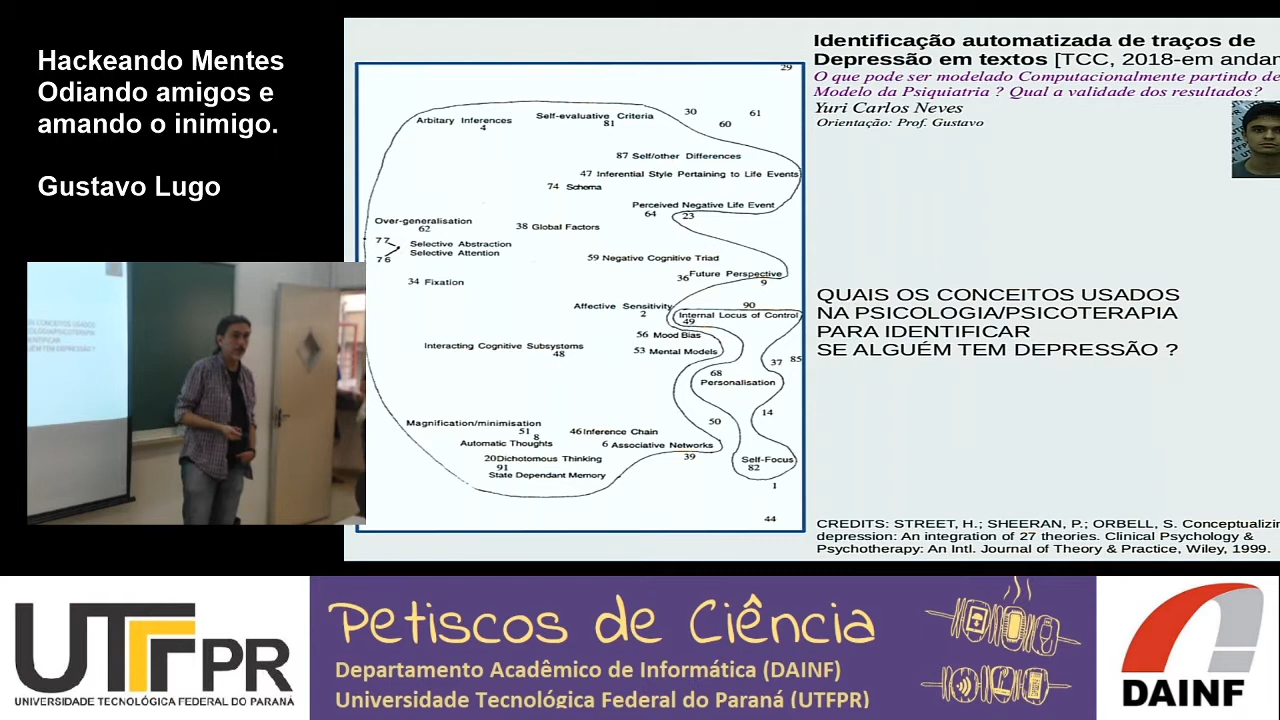 Hackeando Mentes
Odiando amigos e
amando o inimigo.
Gustavo Lugo
29
Arbitary Inferences
4
Self-evaluative Criteria
81
30
61
60
87 Self/other Differences
47 Inferential Style Pertaining to Life Events
74 Schema
Perceived Negative Life Event
64
23
Over-generalisation
62
38 Global Factors
77
76
Selective Abstraction
Selective Attention
59 Negative Cognitive Triad
36 Future Perspective
9
34 Fixation
Affective Sensitivity
2
90
Internal Locus of Control
49
56 Mood Bias
Interacting Cognitive Subsystems
48
53 Mental Models
37
85
68
Personalisation
14
50
Magnification/minimisation
51
8
Automatic Thoughts
46 Inference Chain
6 Associative Networks
39
20 Dichotomous Thinking
91
State Dependant Memory
Self-Focus
82
1
44
Identificação automatizada de traços de
Depressão em textos [TCC, 2018-em andan
O que pode ser modelado Computacionalmente partindo de
Modelo da Psiquiatria ? Qual a validade dos resultados?
Yuri Carlos Neves
Orientação: Prof. Gustavo
QUAIS OS CONCEITOS USADOS
NA PSICOLOGIA/PSICOTERAPIA
PARA IDENTIFICAR
SE ALGUÉM TEM DEPRESSÃO ?
CREDITS: STREET, H.; SHEERAN, P.; ORBELL, S. Conceptualizin
depression: An integration of 27 theories. Clinical Psychology &
Psychotherapy: An Intl. Journal of Theory & Practice, Wiley, 1999.
UTFPR
UNIVERSIDADE TECNOLÓGICA FEDERAL DO PARANÁ
Petiscos de Ciência
Departamento Acadêmico de Informática (DAINF)
Universidade Tecnológica Federal do Paraná (UTFPR)
DAINF